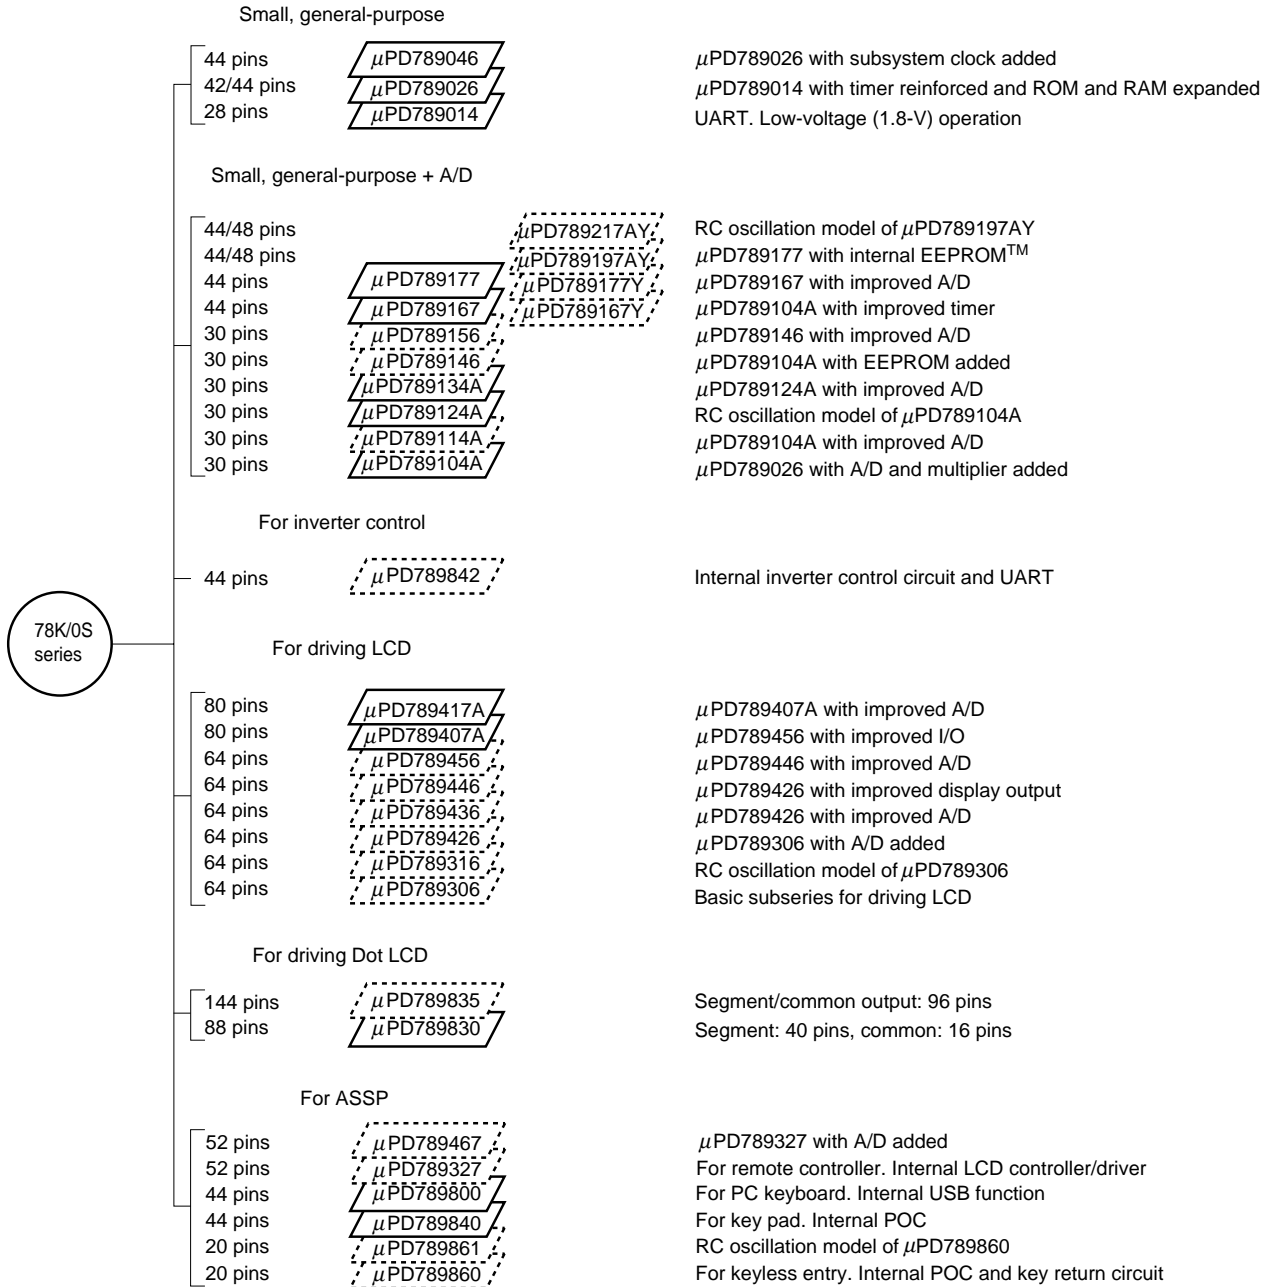 Small, general-purpose
44 pins μPD789046 μPD789026 with subsystem clock added
42/44 pins μPD789026 μPD789014 with timer reinforced and ROM and RAM expanded
28 pins μPD789014 UART. Low-voltage (1.8-V) operation
Small, general-purpose + A/D
44/48 pins μPD789217AY RC oscillation model of μPD789197AY
44/48 pins μPD789197AY μPD789177 with internal EEPROM™
44 pins μPD789177 μPD789177Y μPD789167 with improved A/D
44 pins μPD789167 μPD789167Y μPD789104A with improved timer
30 pins μPD789156 μPD789146 with improved A/D
30 pins μPD789146 μPD789104A with EEPROM added
30 pins μPD789134A μPD789124A with improved A/D
30 pins μPD789124A RC oscillation model of μPD789104A
30 pins μPD789114A μPD789104A with improved A/D
30 pins μPD789104A μPD789026 with A/D and multiplier added
For inverter control
44 pins μPD789842 Internal inverter control circuit and UART
78K/0S
series
For driving LCD
80 pins μPD789417A μPD789407A with improved A/D
80 pins μPD789407A μPD789456 with improved I/O
64 pins μPD789456 μPD789446 with improved A/D
64 pins μPD789446 μPD789426 with improved display output
64 pins μPD789436 μPD789426 with improved A/D
64 pins μPD789426 μPD789306 with A/D added
64 pins μPD789316 RC oscillation model of μPD789306
64 pins μPD789306 Basic subseries for driving LCD
For driving Dot LCD
144 pins μPD789835 Segment/common output: 96 pins
88 pins μPD789830 Segment: 40 pins, common: 16 pins
For ASSP
52 pins μPD789467 μPD789327 with A/D added
52 pins μPD789327 For remote controller. Internal LCD controller/driver
44 pins μPD789800 For PC keyboard. Internal USB function
44 pins μPD789840 For key pad. Internal POC
20 pins μPD789861 RC oscillation model of μPD789860
20 pins μPD789860 For keyless entry. Internal POC and key return circuit